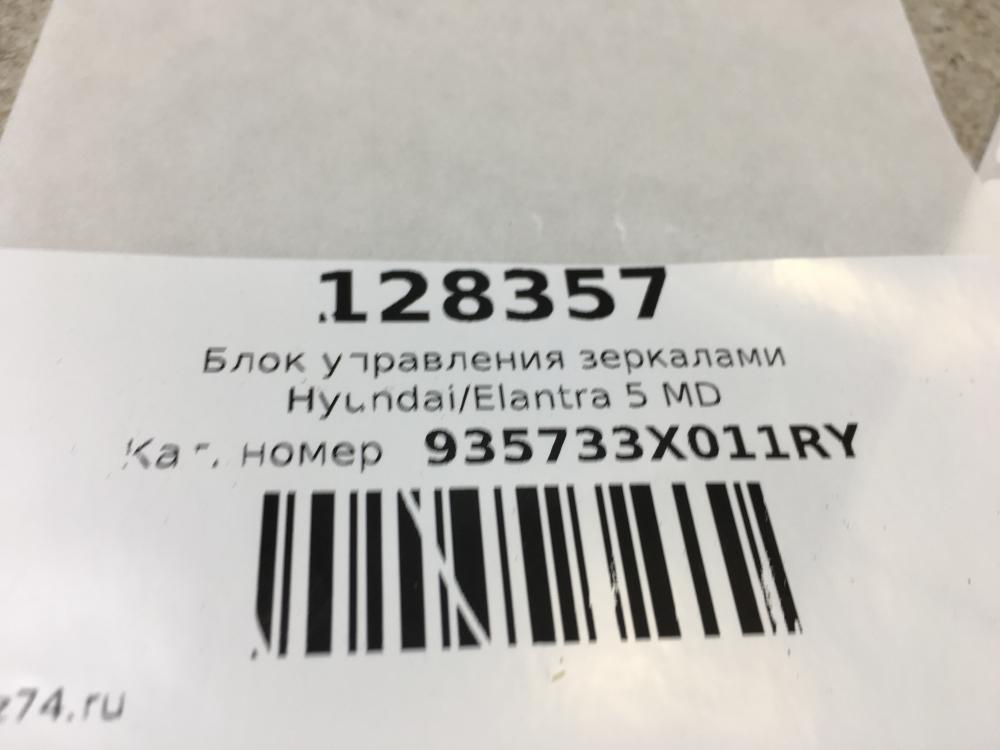 128357
Блок управления зеркалами
Hyundai/Elantra 5 MD
Кат. номер 935733X011RY
z74.ru